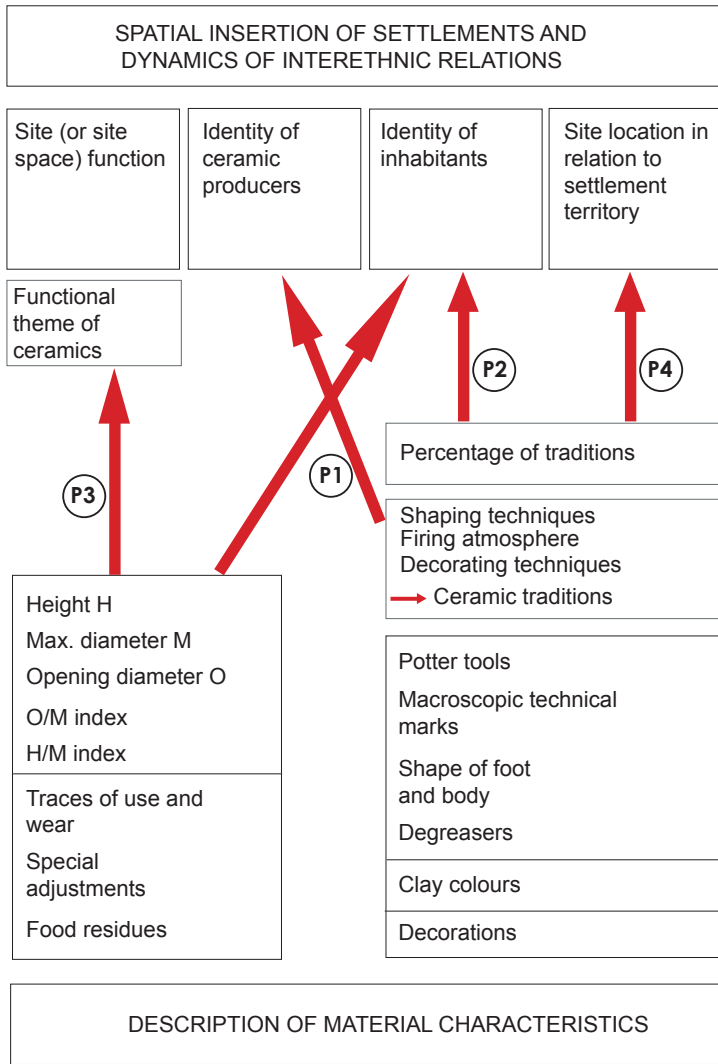 SPATIAL INSERTION OF SETTLEMENTS AND
DYNAMICS OF INTERETHNIC RELATIONS
Site (or site
space) function
Identity of
ceramic
producers
Identity of
inhabitants
Site location in
relation to
settlement
territory
Functional
theme of
ceramics
P2
P4
P1
P3
Percentage of traditions
Shaping techniques
Firing atmosphere
Decorating techniques
Ceramic traditions
Height H
Max. diameter M
Opening diameter O
O/M index
H/M index
Traces of use and
wear
Special
adjustments
Food residues
Potter tools
Macroscopic technical
marks
Shape of foot
and body
Degreasers
Clay colours
Decorations
DESCRIPTION OF MATERIAL CHARACTERISTICS